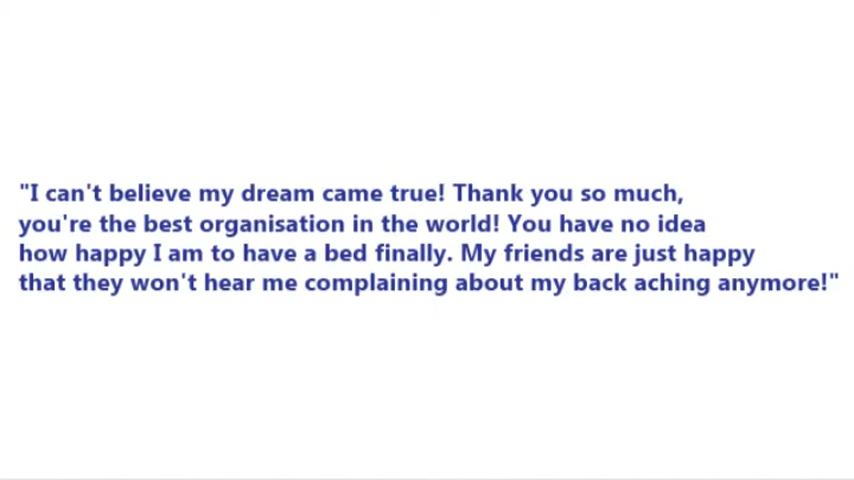 "I can't believe my dream came true! Thank you so much,
you're the best organisation in the world! You have no idea
how happy I am to have a bed finally. My friends are just happy
that they won't hear me complaining about my back aching anymore!"